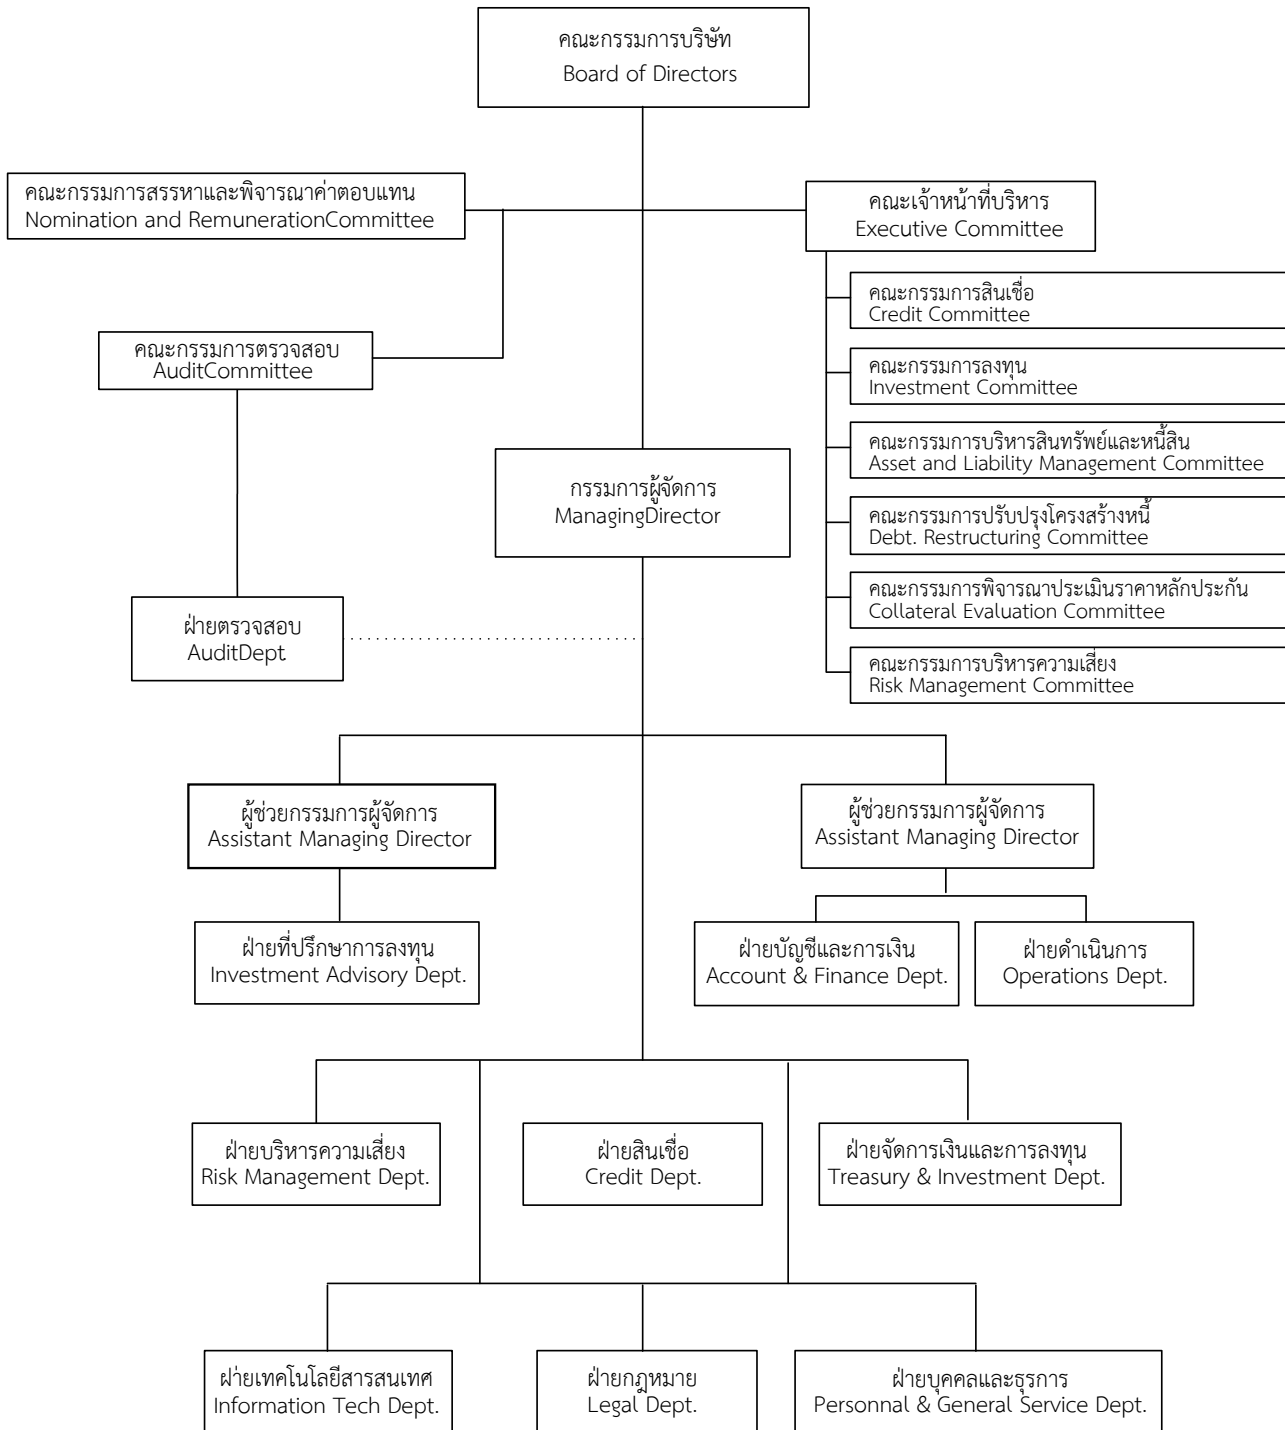 คณะกรรมการบริษัท
Board of Directors
คณะกรรมการสรรหาและพิจารณาค่าตอบแทน
Nomination and RemunerationCommittee
คณะเจ้าหน้าที่บริหาร
Executive Committee
คณะกรรมการสินเชื่อ
Credit Committee
คณะกรรมการตรวจสอบ
AuditCommittee
คณะกรรมการลงทุน
Investment Committee
คณะกรรมการบริหารสินทรัพย์และหนี้สิน
Asset and Liability Management Committee
กรรมการผู้จัดการ
ManagingDirector
คณะกรรมการปรับปรุงโครงสร้างหนี้
Debt. Restructuring Committee
คณะกรรมการพิจารณาประเมินราคาหลักประกัน
Collateral Evaluation Committee
ฝ่ายตรวจสอบ
AuditDept.
คณะกรรมการบริหารความเสี่ยง
Risk Management Committee
ผู้ช่วยกรรมการผู้จัดการ
Assistant Managing Director
ผู้ช่วยกรรมการผู้จัดการ
Assistant Managing Director
ฝ่ายที่ปรึกษาการลงทุน
Investment Advisory Dept.
ฝ่ายบัญชีและการเงิน
Account & Finance Dept.
ฝ่ายดำเนินการ
Operations Dept.
ฝ่ายบริหารความเสี่ยง
Risk Management Dept.
ฝ่ายสินเชื่อ
Credit Dept.
ฝ่ายจัดการเงินและการลงทุน
Treasury & Investment Dept.
ฝ่ายเทคโนโลยีสารสนเทศ
Information Tech Dept.
ฝ่ายกฎหมาย
Legal Dept.
ฝ่ายบุคคลและธุรการ
Personnal & General Service Dept.